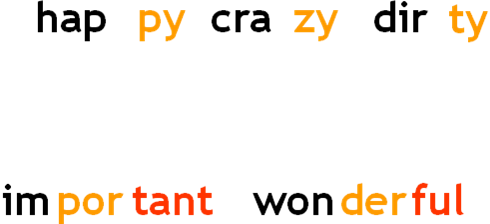 hap py cra zy dir ty
im por tant won der ful